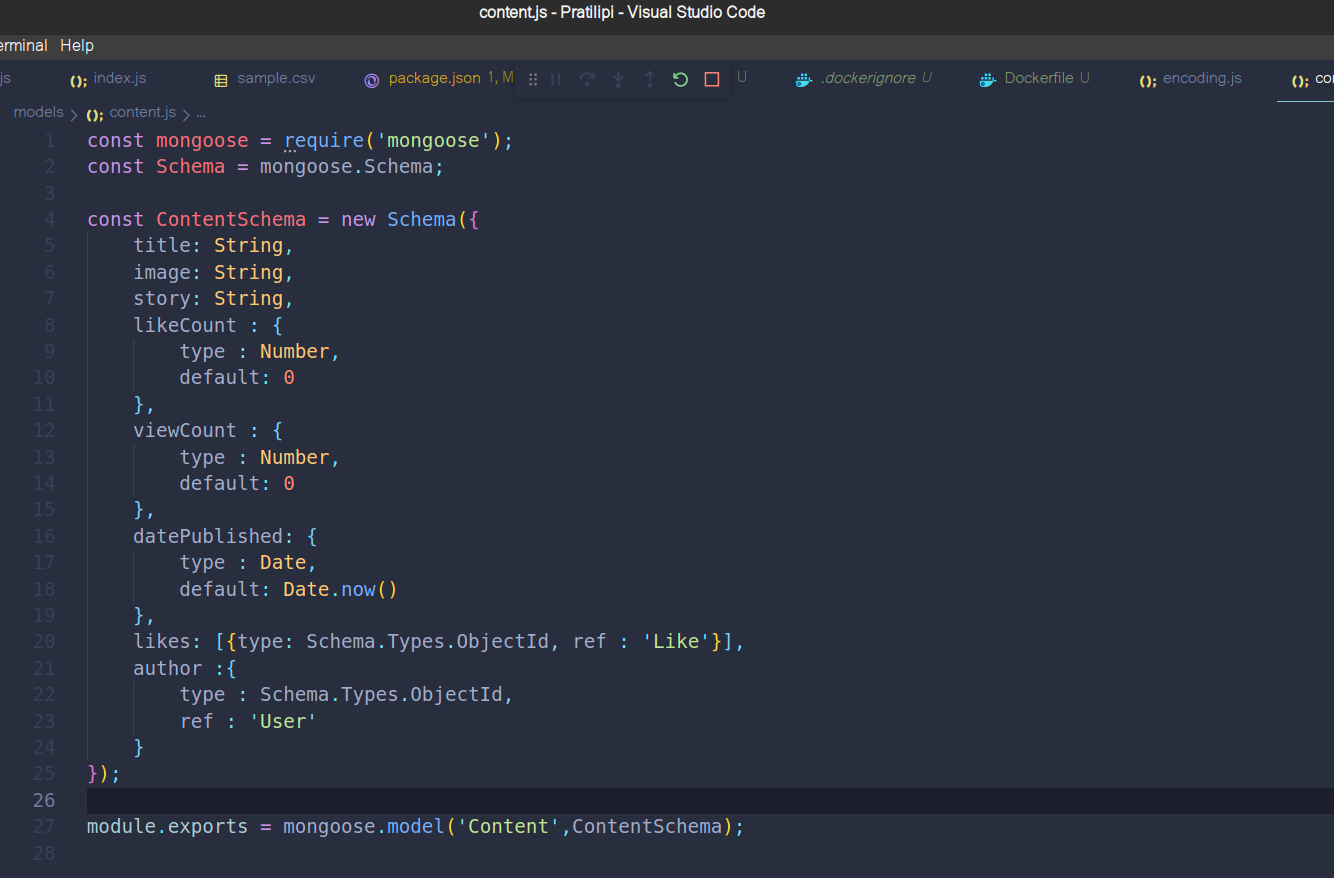 content.js - Pratilipi - Visual Studio Code
erminal Help
js index.js sample.csv package.json 1, M U .dockerignore U Dockerfile U encoding.js con
models > content.js > ...
1 const mongoose = require('mongoose');
2 const Schema = mongoose.Schema;
3
4 const ContentSchema = new Schema({
5 title: String,
6 image: String,
7 story: String,
8 likeCount : {
9 type : Number,
10 default: 0
11 },
12 viewCount : {
13 type : Number,
14 default: 0
15 },
16 datePublished: {
17 type : Date,
18 default: Date.now()
19 },
20 likes: [{type: Schema.Types.ObjectId, ref : 'Like'}],
21 author :{
22 type : Schema.Types.ObjectId,
23 ref : 'User'
24 }
25 });
26
27 module.exports = mongoose.model('Content',ContentSchema);
28